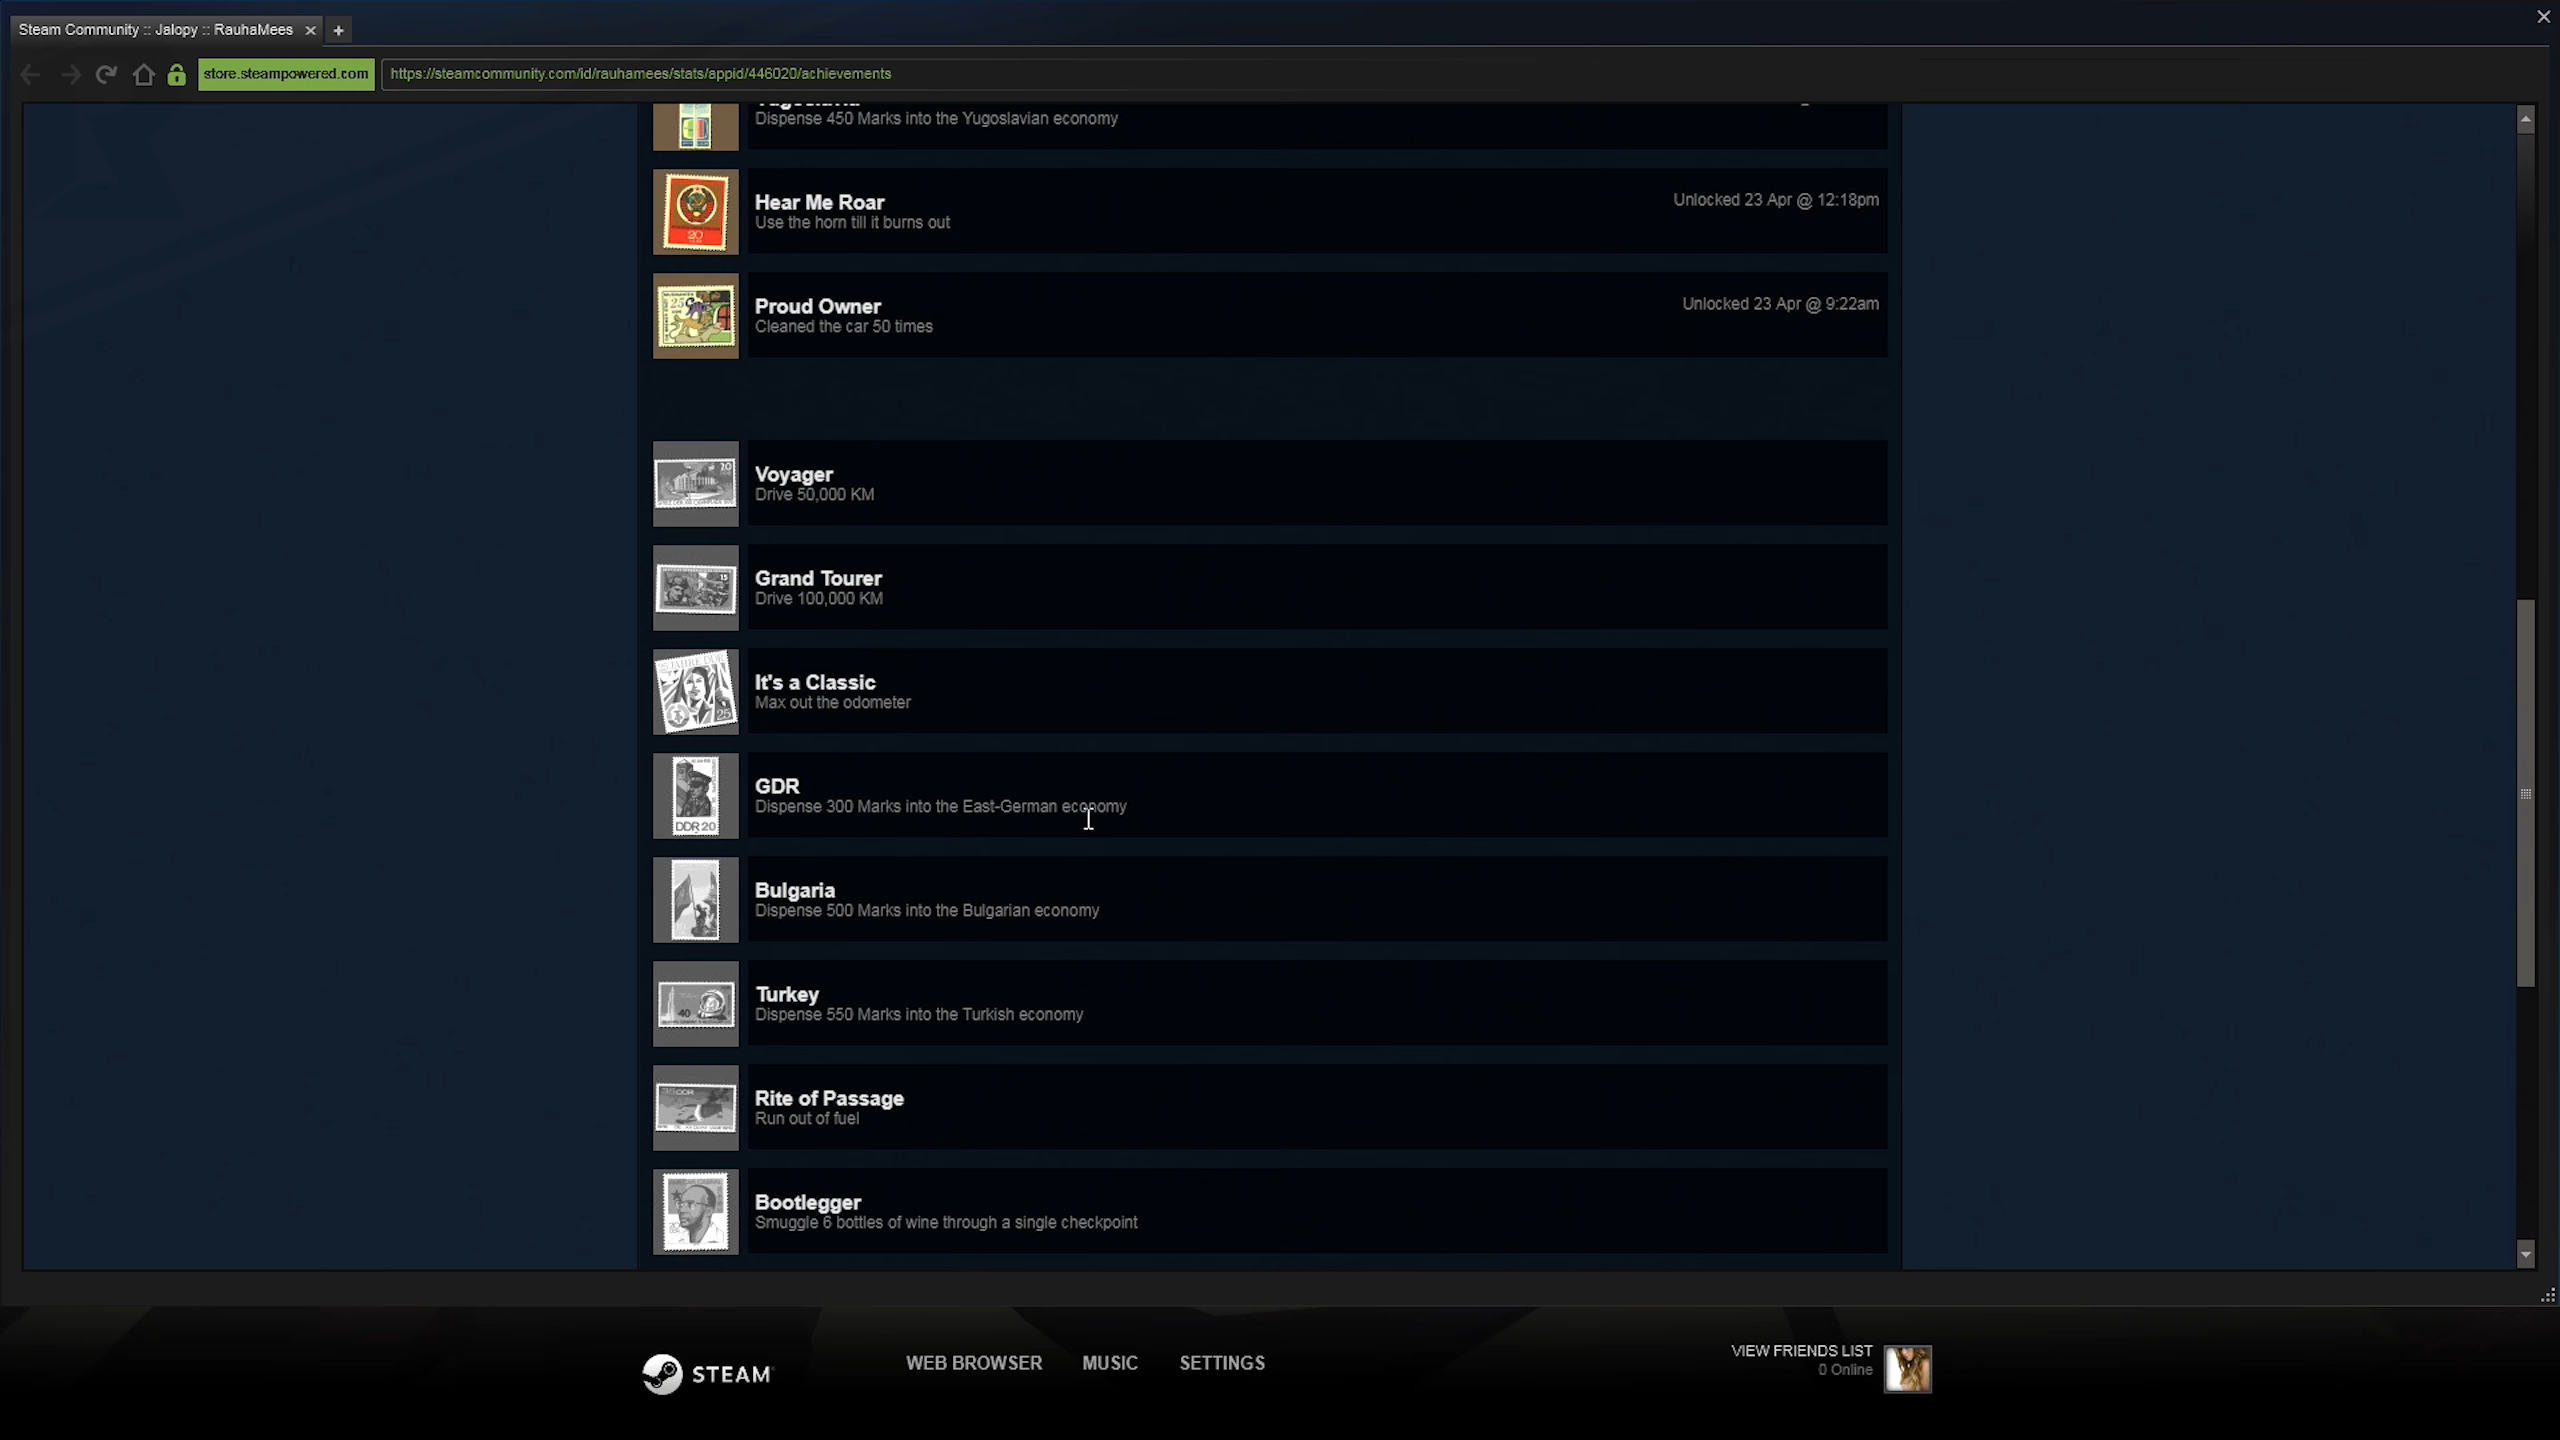 Steam Community :: Jalopy :: RauhaMees
store.steampowered.com
https://steamcommunity.com/id/rauhamees/stats/appid/446020/achievements
Dispense 450 Marks into the Yugoslavian economy
Hear Me Roar
Unlocked 23 Apr @ 12:18pm
Use the horn till it burns out
20
Proud Owner
Unlocked 23 Apr @ 9:22am
Cleaned the car 50 times
25
Voyager
Drive 50,000 KM
20
Grand Tourer
Drive 100,000 KM
15
It's a Classic
Max out the odometer
25
GDR
Dispense 300 Marks into the East-German economy
DDR 20
Bulgaria
Dispense 500 Marks into the Bulgarian economy
Turkey
Dispense 550 Marks into the Turkish economy
40
Rite of Passage
Run out of fuel
Bootlegger
Smuggle 6 bottles of wine through a single checkpoint
STEAM
WEB BROWSER
MUSIC
SETTINGS
VIEW FRIENDS LIST
0 Online